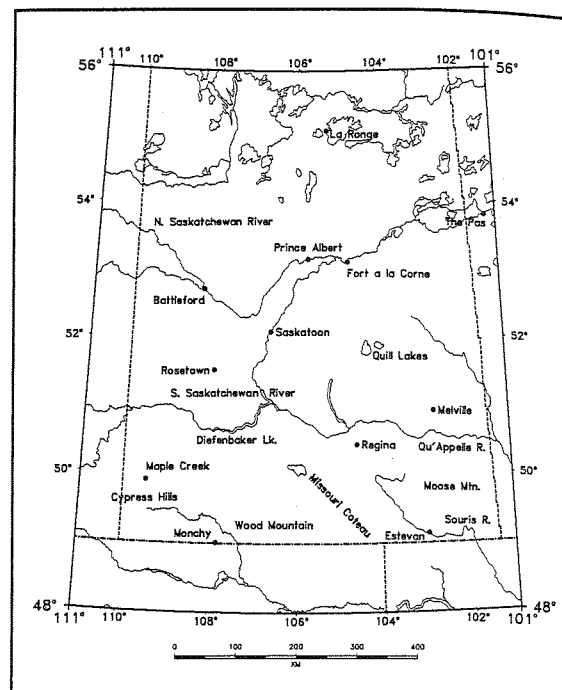 111° 110° 108° 106° 104° 102° 101°
56° 56°
La Ronge
54° 54°
N. Saskatchewan River
The Pas
Prince Albert
Fort a la Corne
Battleford
52° 52°
Saskatoon
Quill Lakes
Rosetown
S. Saskatchewan River
Melville
Diefenbaker Lk.
Regina
Qu'Appelle R.
50° 50°
Maple Creek
Missouri Coteau
Moose Mtn.
Cypress Hills
Souris R.
Wood Mountain
Monchy
Estevan
48° 48°
111° 110° 108° 106° 104° 102° 101°
0 100 200 300 400
KM